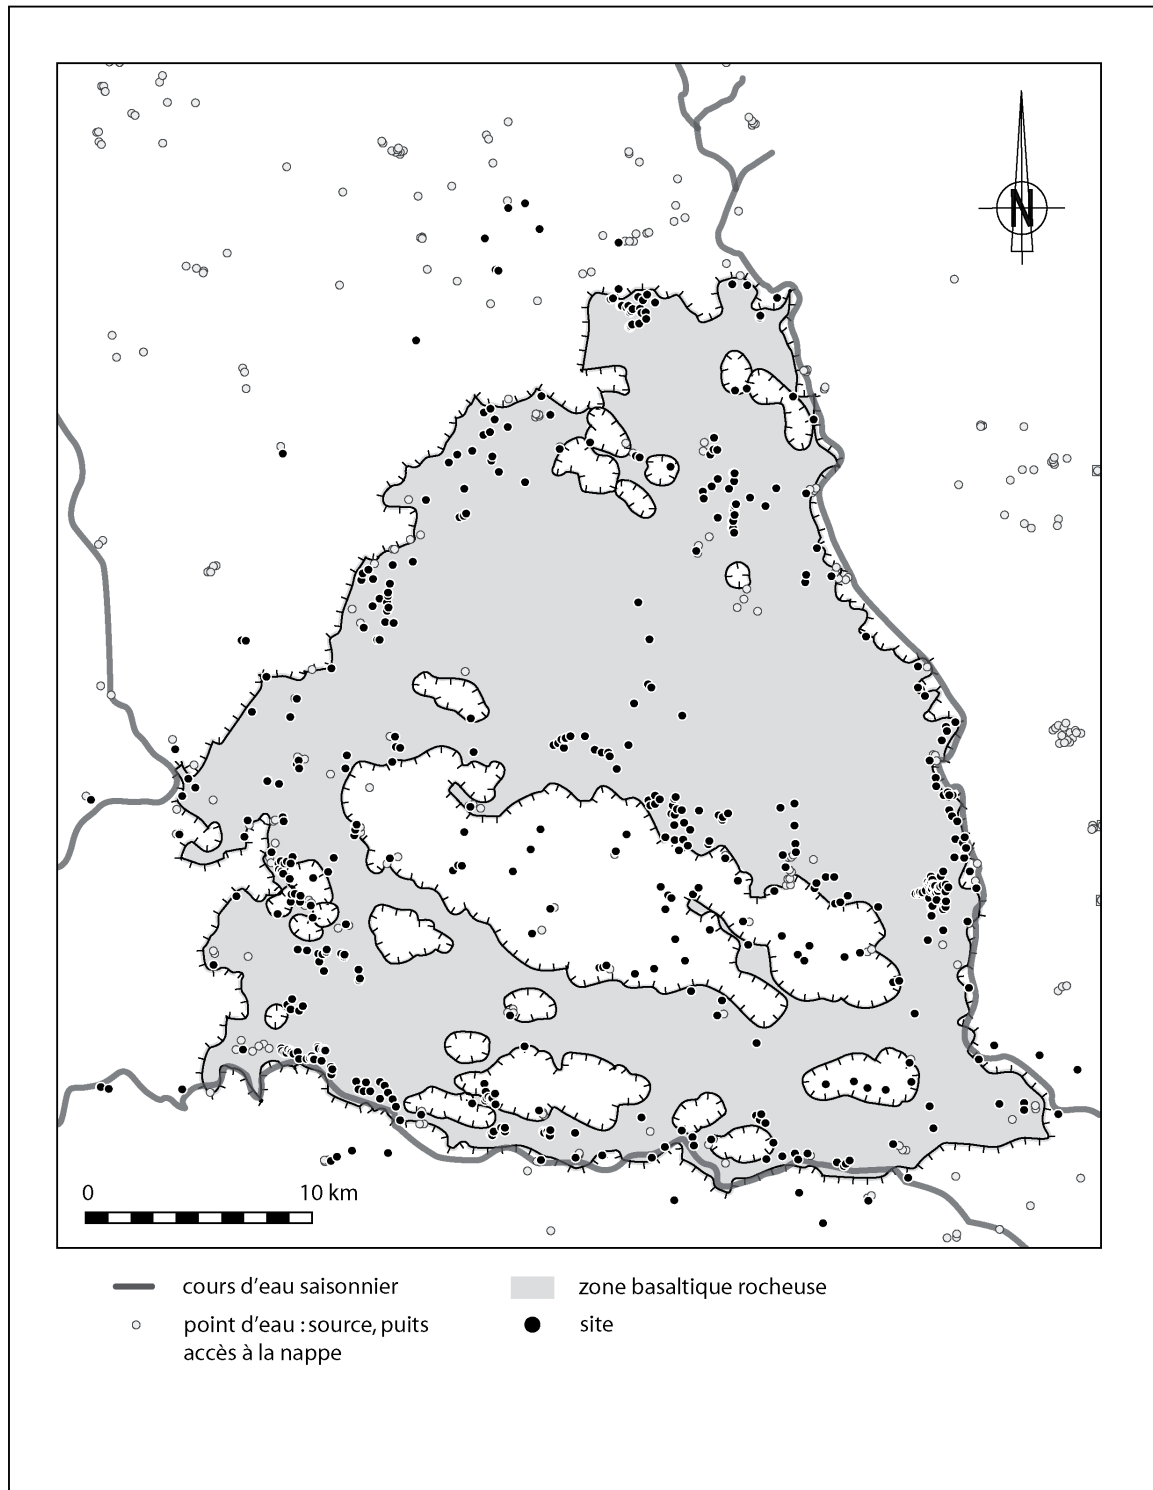 N
0 10 km
cours d'eau saisonnier
zone basaltique rocheuse
point d'eau : source, puits
accès à la nappe
site